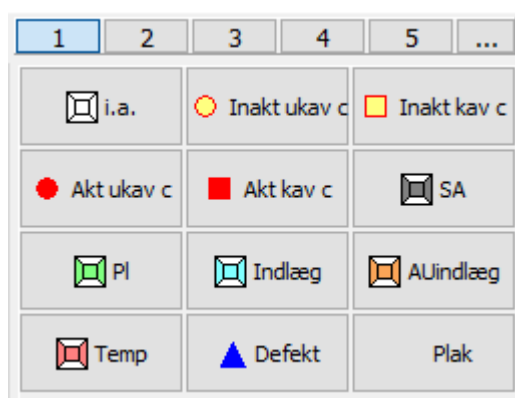 1 2 3 4 5 ...
i.a. Inakt ukav c Inakt kav c
Akt ukav c Akt kav c SA
Pl Indlæg AUindlæg
Temp Defekt Plak